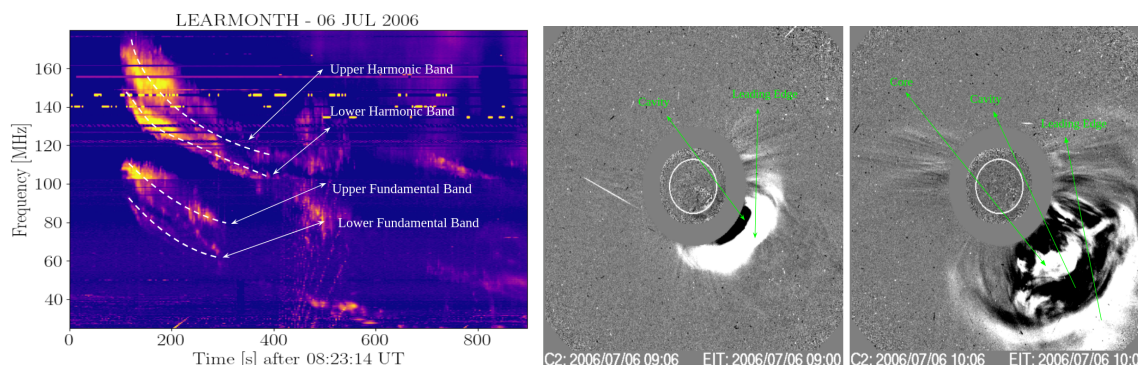 LEARMONTH - 06 JUL 2006
Frequency [MHz]
160
140
120
100
80
60
40
Upper Harmonic Band
Lower Harmonic Band
Upper Fundamental Band
Lower Fundamental Band
0
200
400
600
800
Time [s] after 08:23:14 UT
Cavity
Leading Edge
C2: 2006/07/06 09:06
EIT: 2006/07/06 09:00
Core
Cavity
Leading Edge
C2: 2006/07/06 10:06
EIT: 2006/07/06 10:0